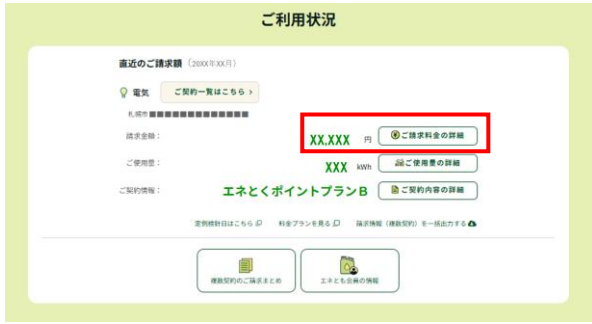 ご利用状況
直近のご請求額（20XX年XX月）
電気 ご契約一覧はこちら ›
札幌市■■■■■■■■■■■■■
請求金額： XX,XXX 円 ご請求料金の詳細
ご使用量： XXX kWh ご使用量の詳細
ご契約情報： エネとくポイントプランB ご契約内容の詳細
定例検針日はこちら 料金プランを見る 請求情報（複数契約）を一括出力する
複数契約のご請求まとめ エネとも会員の情報